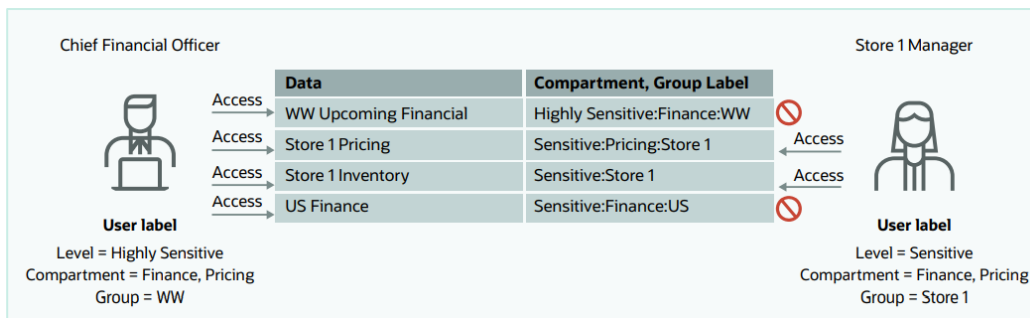 Chief Financial Officer
Store 1 Manager
Data
Compartment, Group Label
Access
WW Upcoming Financial
Highly Sensitive:Finance:WW
Access
Store 1 Pricing
Sensitive:Pricing:Store 1
Access
Access
Store 1 Inventory
Sensitive:Store 1
Access
Access
US Finance
Sensitive:Finance:US
User label
Level = Highly Sensitive
Compartment = Finance, Pricing
Group = WW
User label
Level = Sensitive
Compartment = Finance, Pricing
Group = Store 1